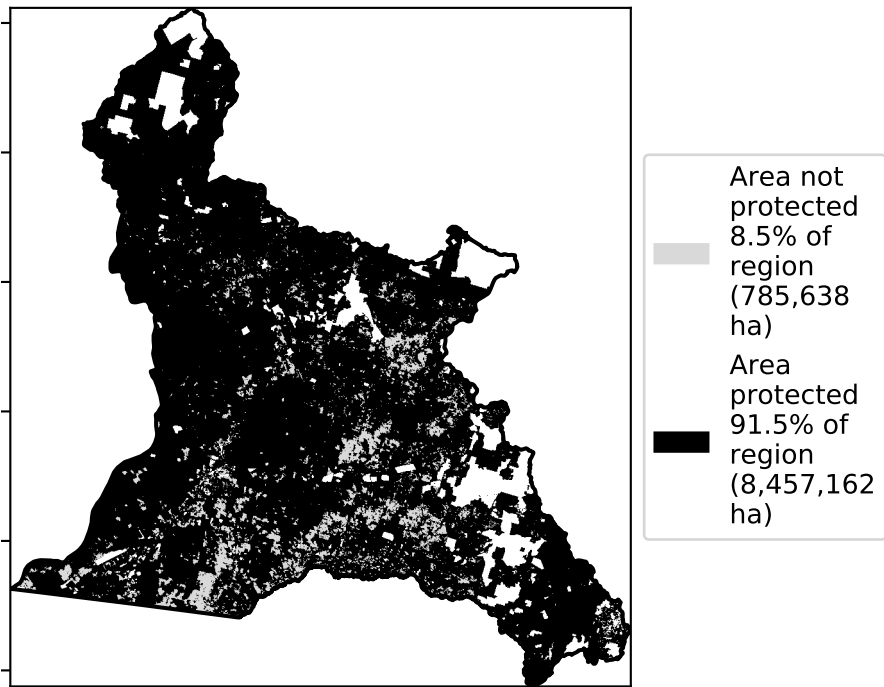 Area not
protected
8.5% of
region
(785,638
ha)
Area
protected
91.5% of
region
(8,457,162
ha)